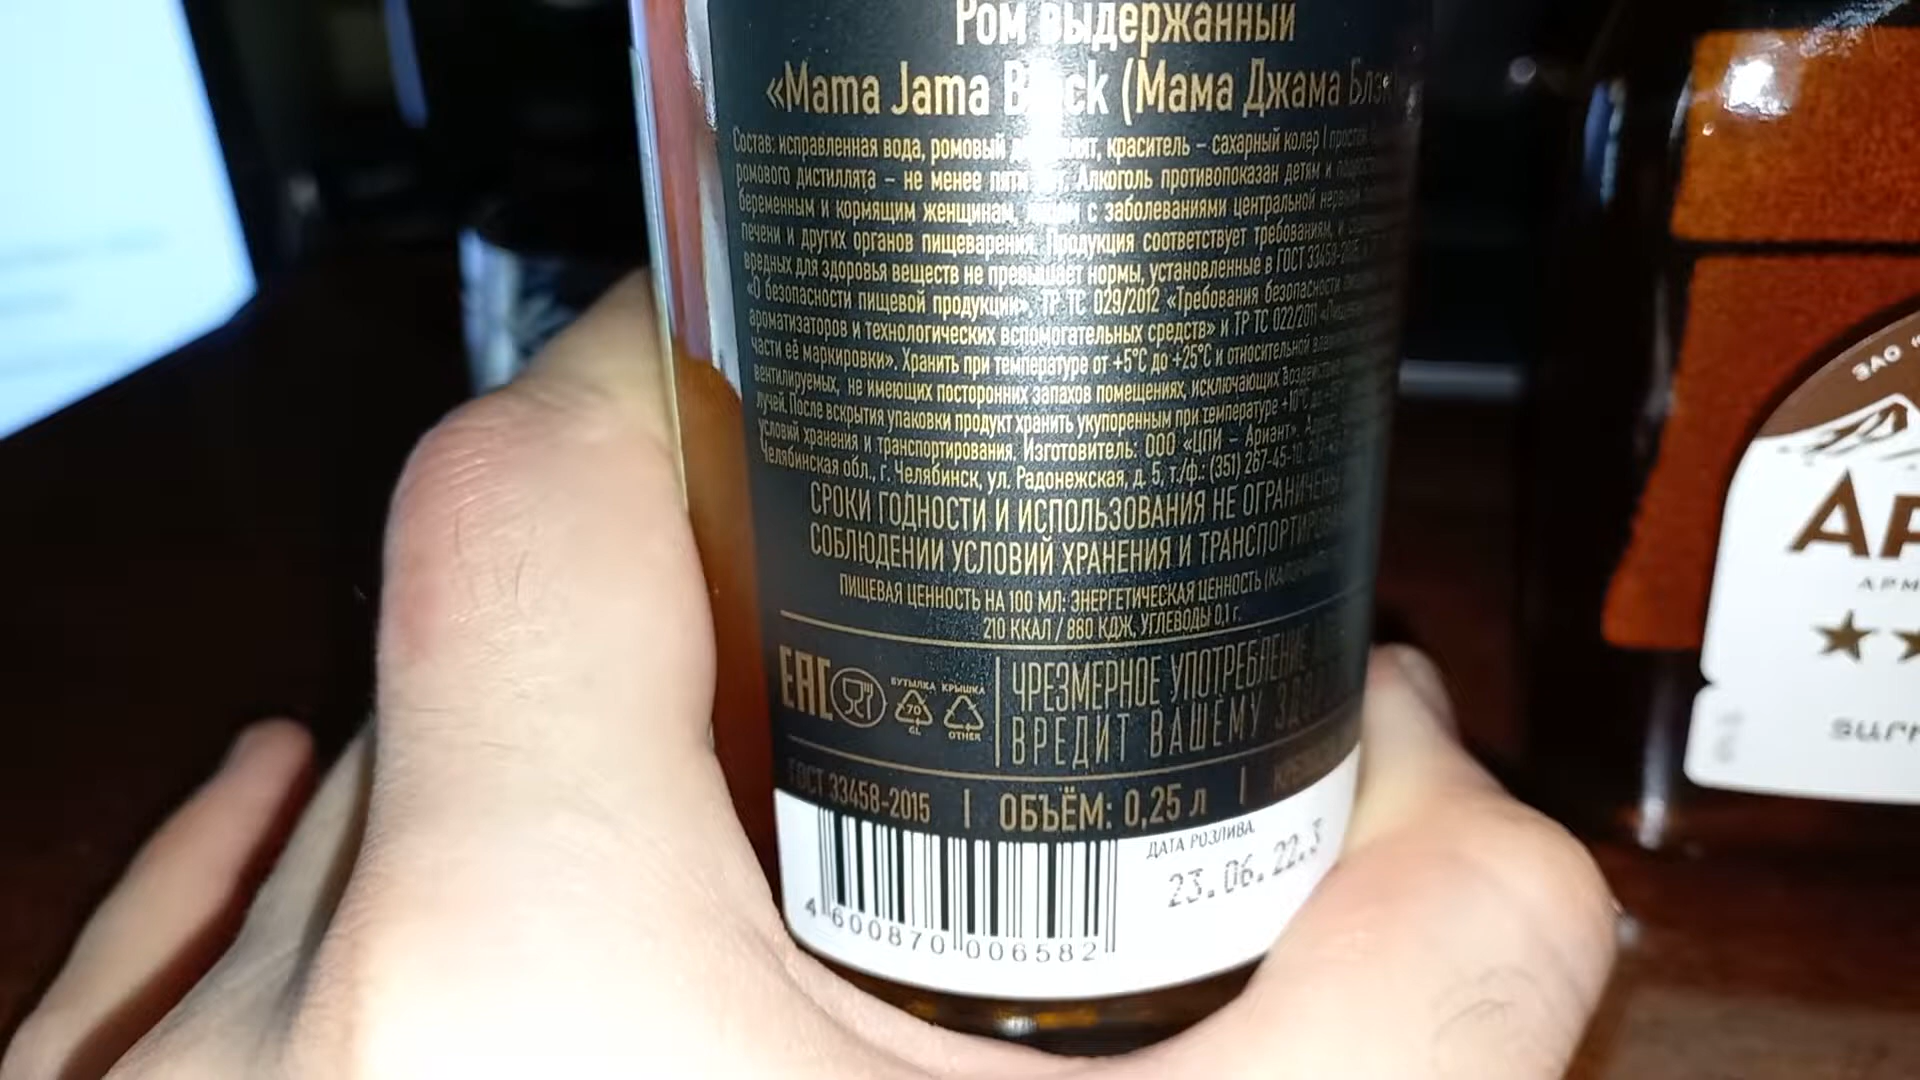 Ром выдержанный
«Mama Jama Black (Мама Джама Блэк
Состав: исправленная вода, ромовый дистиллят, краситель – сахарный колер I простой
ромового дистиллята – не менее пяти лет. Алкоголь противопоказан детям и
беременным и кормящим женщинам, лицам с заболеваниями центральной нервной
печени и других органов пищеварения. Продукция соответствует требованиям, и
вредных для здоровья веществ не превышает нормы, установленные в ГОСТ 33458-2015,
«О безопасности пищевой продукции», ТР ТС 029/2012 «Требования безопасности
ароматизаторов и технологических вспомогательных средств» и ТР ТС 022/2011 «Пищевая
части её маркировки». Хранить при температуре от +5°С до +25°С и относительной
вентилируемых, не имеющих посторонних запахов помещениях, исключающих воздействие
лучей. После вскрытия упаковки продукт хранить укупоренным при температуре +10°С
условий хранения и транспортирования. Изготовитель: ООО «ЦПИ – Ариант».
Челябинская обл., г. Челябинск, ул. Радонежская, д. 5, т./ф.: (351) 267-45-10,
СРОКИ ГОДНОСТИ И ИСПОЛЬЗОВАНИЯ НЕ ОГРАНИЧЕНЫ
СОБЛЮДЕНИИ УСЛОВИЙ ХРАНЕНИЯ И
ПИЩЕВАЯ ЦЕННОСТЬ НА 100 МЛ: ЭНЕРГЕТИЧЕСКАЯ ЦЕННОСТЬ
210 ККАЛ / 880 КДЖ, УГЛЕВОДЫ 0,1 г.
EAC
БУТЫЛКА КРЫШКА
70
GL OTHER
ЧРЕЗМЕРНОЕ УПОТРЕБЛЕНИЕ
ВРЕДИТ ВАШЕМУ
ГОСТ 33458-2015 | ОБЪЁМ: 0,25 л |
ДАТА РОЗЛИВА
23.06.22.3
4 600870 006582
ЗАО